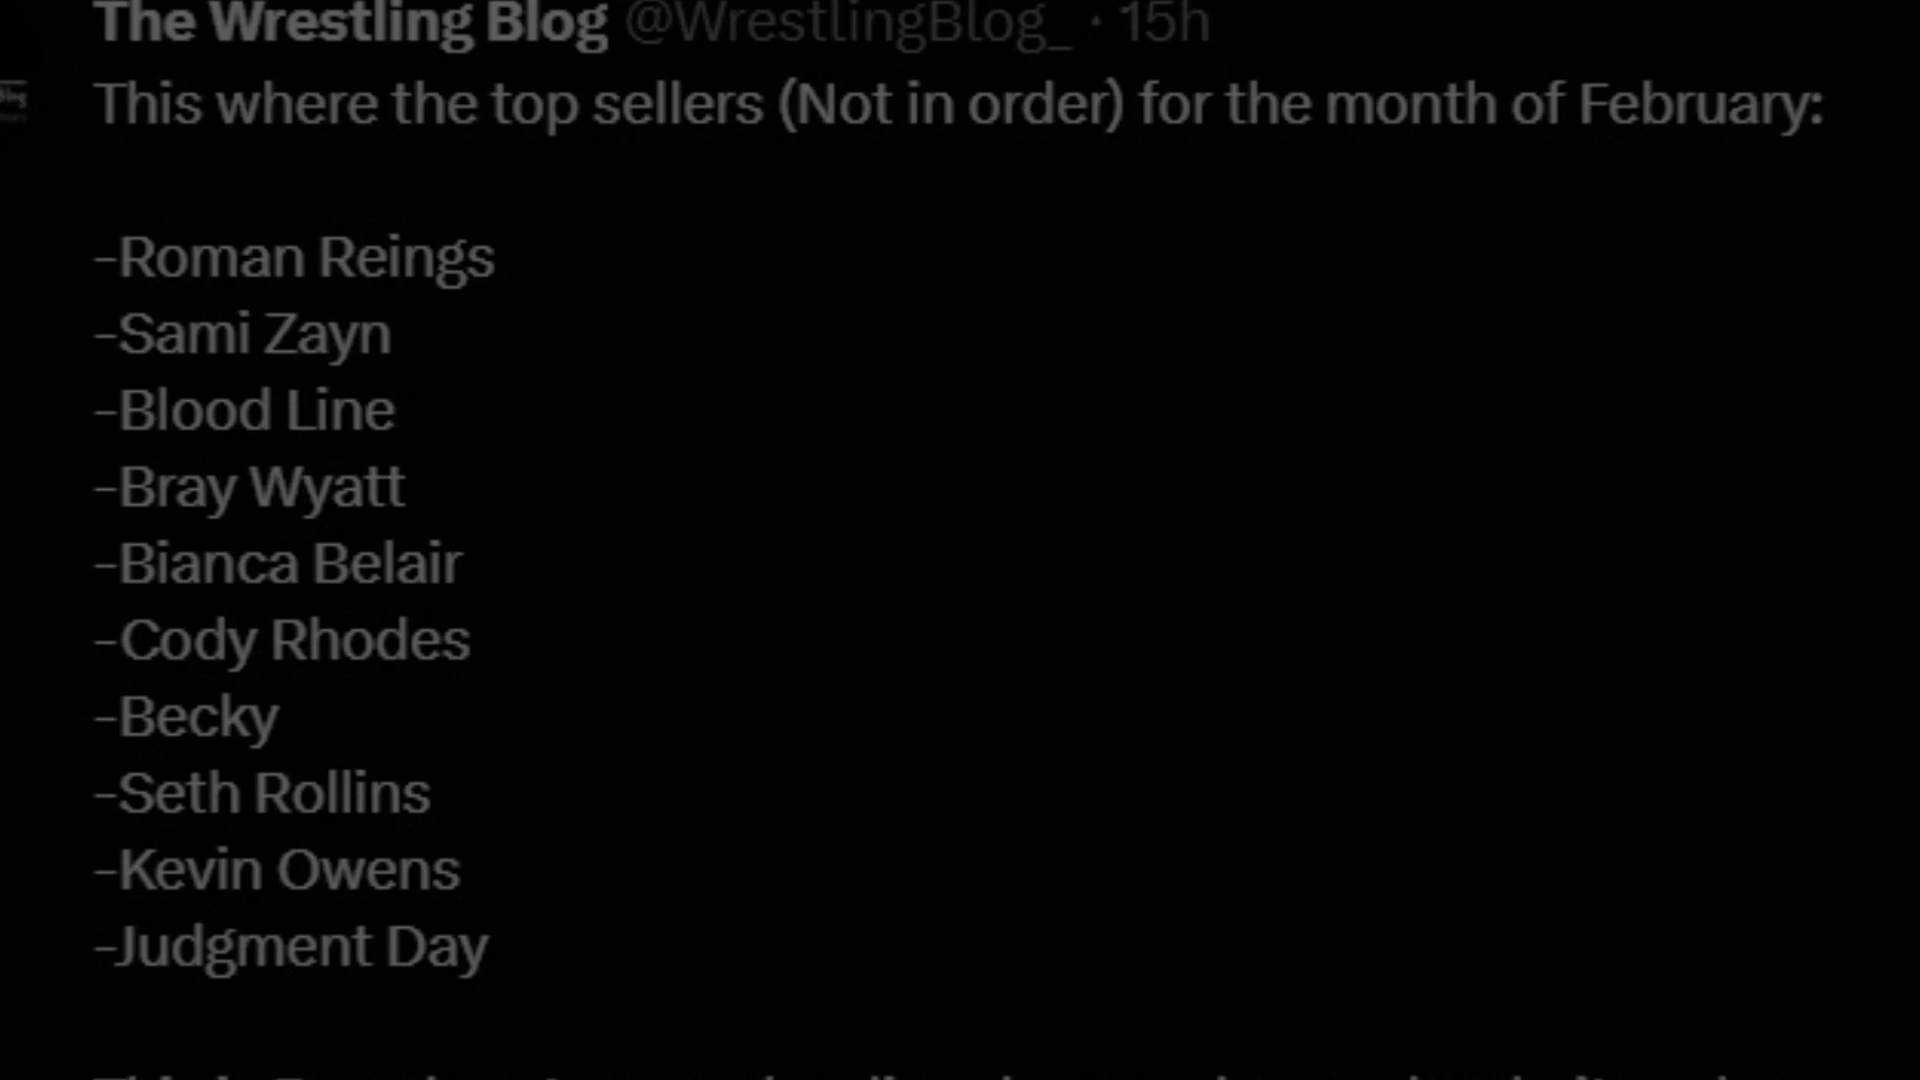 The Wrestling Blog @WrestlingBlog_ · 15h
This where the top sellers (Not in order) for the month of February:
-Roman Reings
-Sami Zayn
-Blood Line
-Bray Wyatt
-Bianca Belair
-Cody Rhodes
-Becky
-Seth Rollins
-Kevin Owens
-Judgment Day